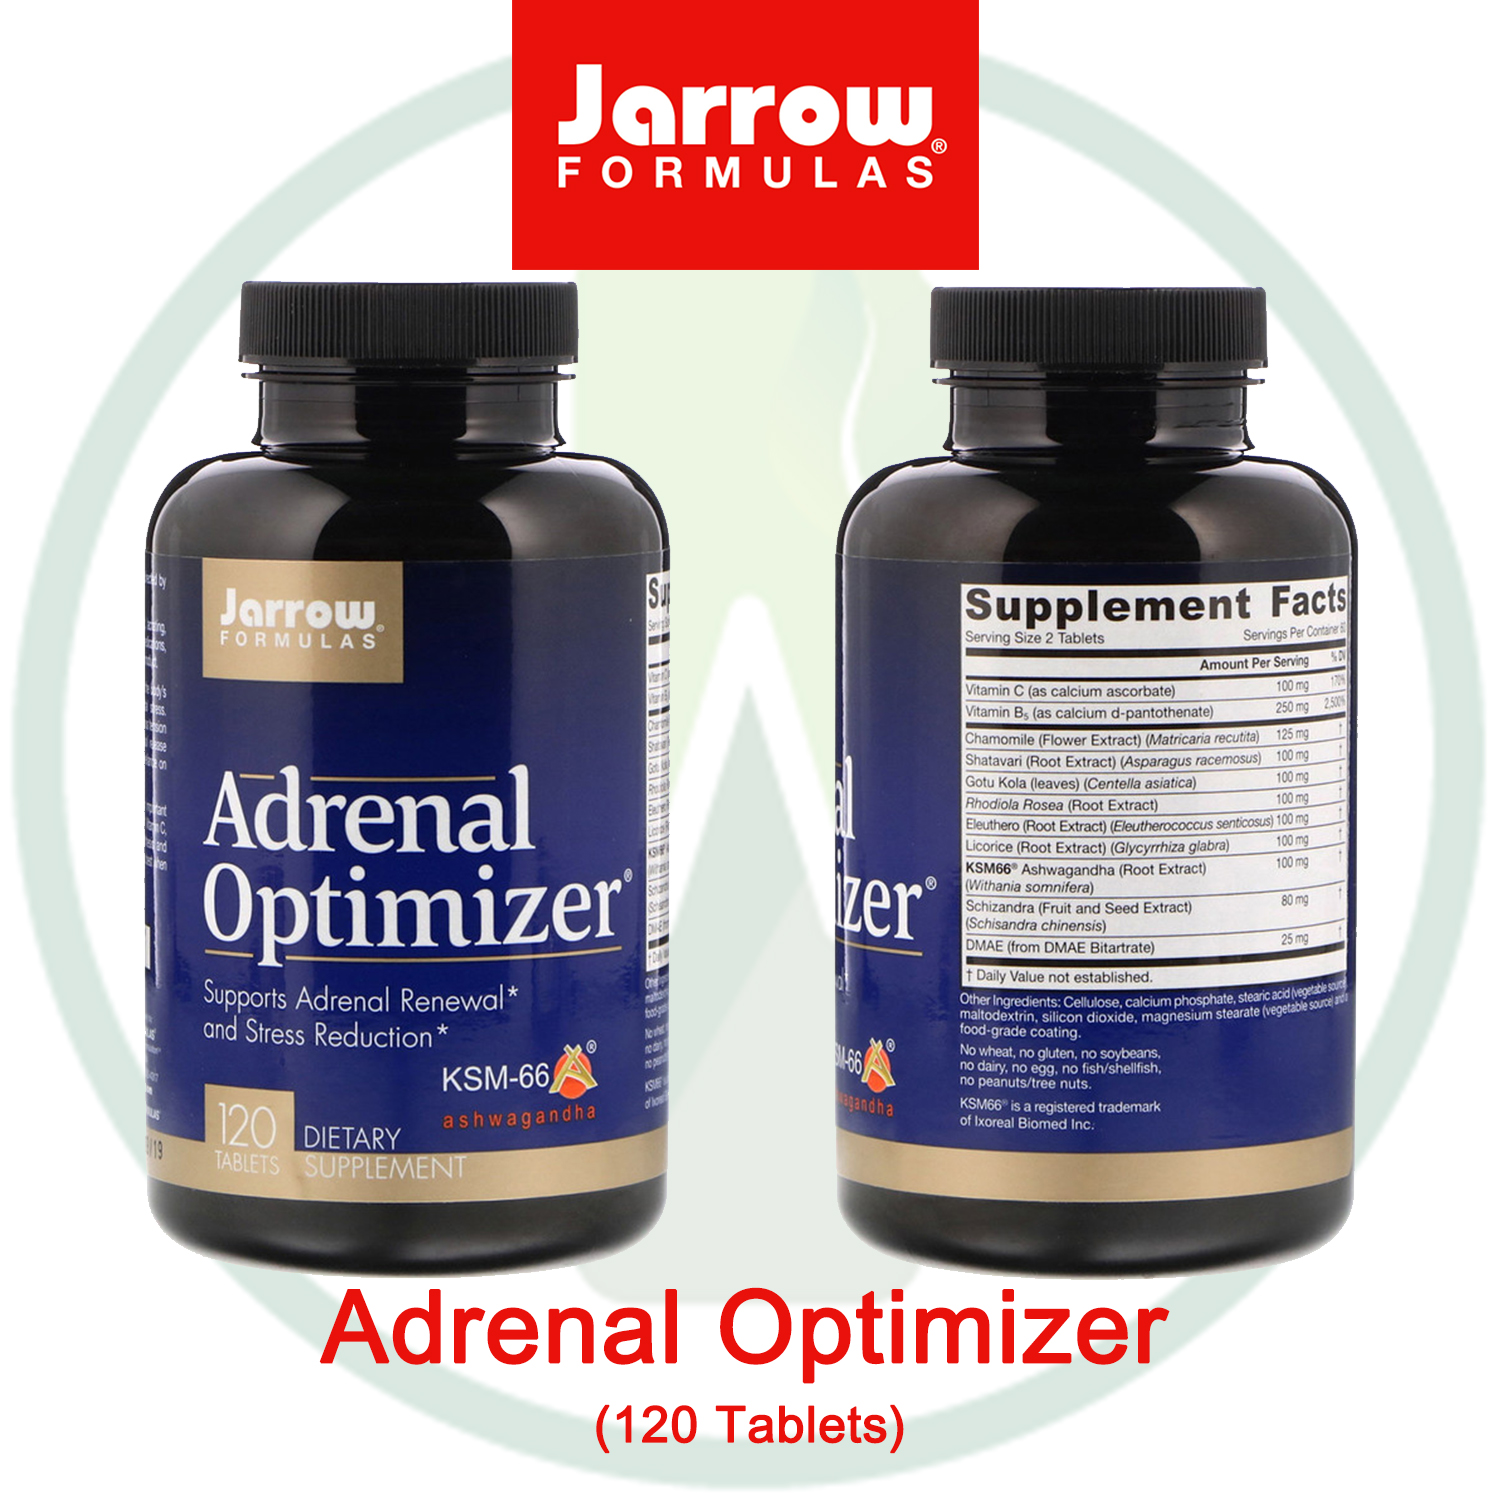 Jarrow®
FORMULAS
Jarrow®
FORMULAS
Adrenal
Optimizer®
Supports Adrenal Renewal*
and Stress Reduction*
KSM-66®
ashwagandha
120
TABLETS
DIETARY
SUPPLEMENT
Supplement Facts
Serving Size 2 Tablets Servings Per Container 60
Amount Per Serving % DV
Vitamin C (as calcium ascorbate) 100 mg 170%
Vitamin B5 (as calcium d-pantothenate) 250 mg 2,500%
Chamomile (Flower Extract) (Matricaria recutita) 125 mg †
Shatavari (Root Extract) (Asparagus racemosus) 100 mg †
Gotu Kola (leaves) (Centella asiatica) 100 mg †
Rhodiola Rosea (Root Extract) 100 mg †
Eleuthero (Root Extract) (Eleutherococcus senticosus) 100 mg †
Licorice (Root Extract) (Glycyrrhiza glabra) 100 mg †
KSM66® Ashwagandha (Root Extract) 100 mg †
(Withania somnifera)
Schizandra (Fruit and Seed Extract) 80 mg †
(Schisandra chinensis)
DMAE (from DMAE Bitartrate) 25 mg †
† Daily Value not established.
Other Ingredients: Cellulose, calcium phosphate, stearic acid (vegetable source)
maltodextrin, silicon dioxide, magnesium stearate (vegetable source) and
food-grade coating.
No wheat, no gluten, no soybeans,
no dairy, no egg, no fish/shellfish,
no peanuts/tree nuts.
KSM66® is a registered trademark
of Ixoreal Biomed Inc.
Adrenal Optimizer
(120 Tablets)